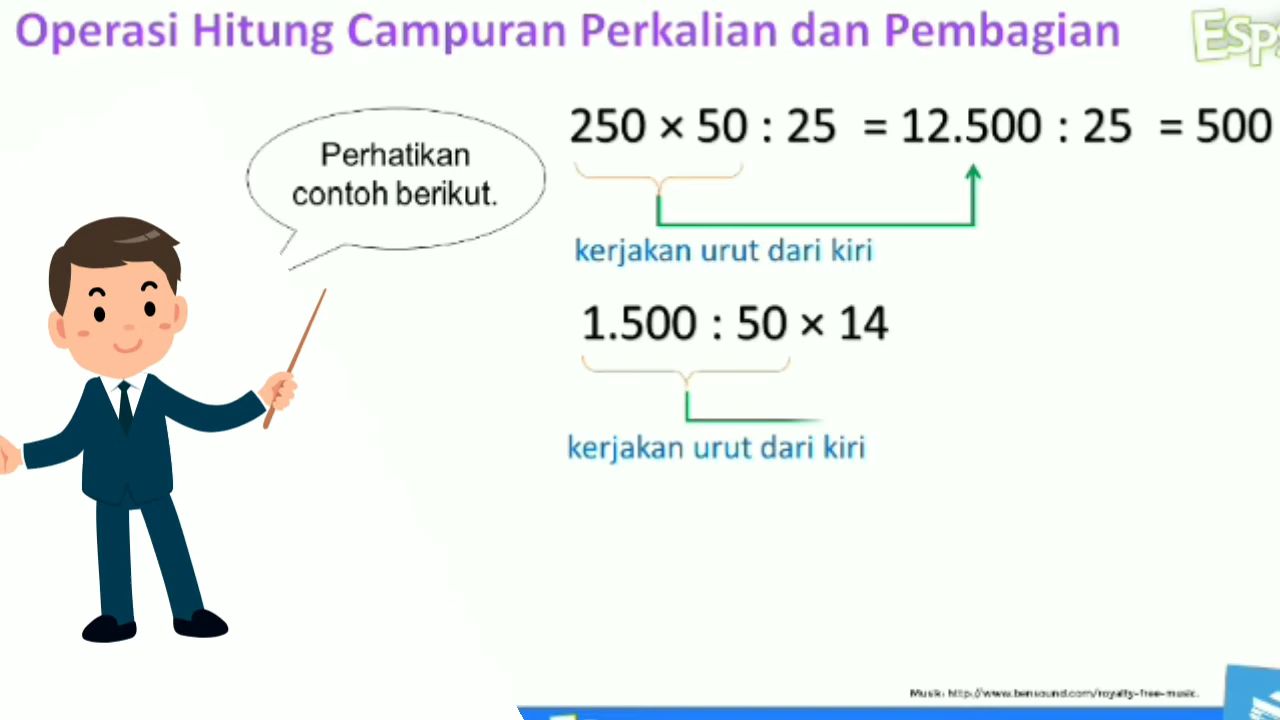 Operasi Hitung Campuran Perkalian dan Pembagian
Perhatikan
contoh berikut.
250 × 50 : 25 = 12.500 : 25 = 500
kerjakan urut dari kiri
1.500 : 50 × 14
kerjakan urut dari kiri
Musik: http://www.bensound.com/royalty-free-music.